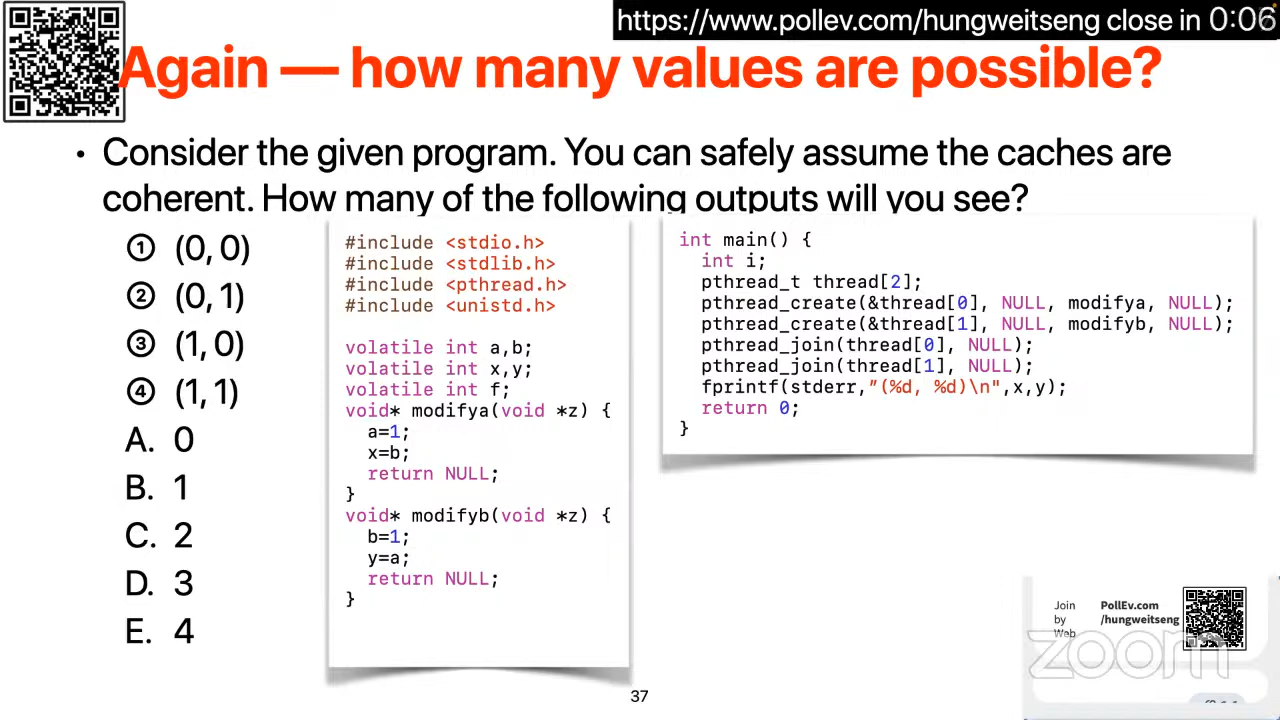 https://www.pollev.com/hungweitseng close in 0:06
Again — how many values are possible?
• Consider the given program. You can safely assume the caches are
coherent. How many of the following outputs will you see?
① (0, 0)
② (0, 1)
③ (1, 0)
④ (1, 1)
A. 0
B. 1
C. 2
D. 3
E. 4
#include <stdio.h>
#include <stdlib.h>
#include <pthread.h>
#include <unistd.h>
volatile int a,b;
volatile int x,y;
volatile int f;
void* modifya(void *z) {
a=1;
x=b;
return NULL;
}
void* modifyb(void *z) {
b=1;
y=a;
return NULL;
}
int main() {
int i;
pthread_t thread[2];
pthread_create(&thread[0], NULL, modifya, NULL);
pthread_create(&thread[1], NULL, modifyb, NULL);
pthread_join(thread[0], NULL);
pthread_join(thread[1], NULL);
fprintf(stderr,”(%d, %d)\n",x,y);
return 0;
}
Join
by
Web
PollEv.com
/hungweitseng
zoom
37